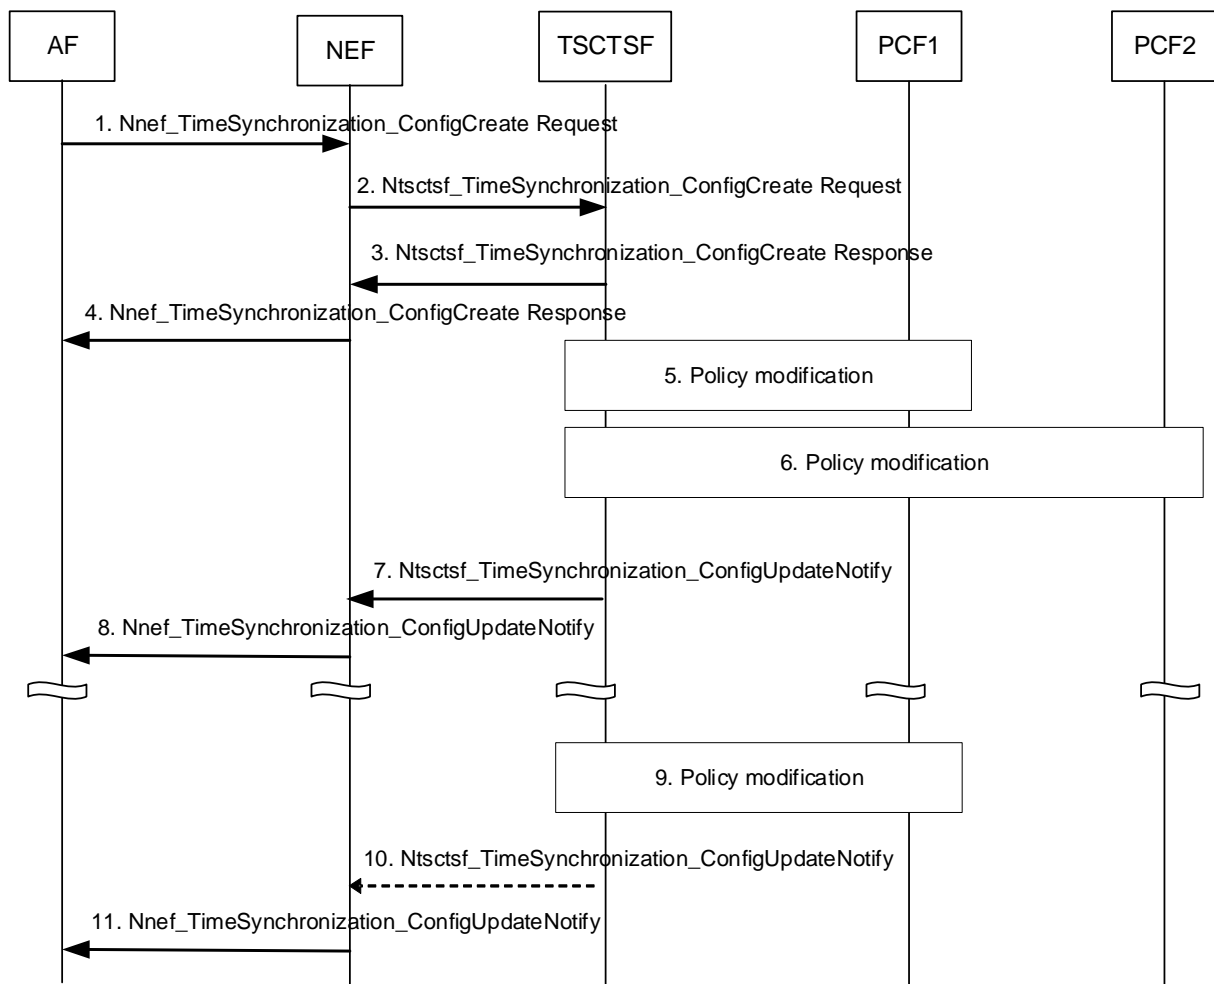 AF
NEF
TSCTSF
PCF1
PCF2
1. Nnef_TimeSynchronization_ConfigCreate Request
2. Ntsctsf_TimeSynchronization_ConfigCreate Request
3. Ntsctsf_TimeSynchronization_ConfigCreate Response
4. Nnef_TimeSynchronization_ConfigCreate Response
5. Policy modification
6. Policy modification
7. Ntsctsf_TimeSynchronization_ConfigUpdateNotify
8. Nnef_TimeSynchronization_ConfigUpdateNotify
9. Policy modification
10. Ntsctsf_TimeSynchronization_ConfigUpdateNotify
11. Nnef_TimeSynchronization_ConfigUpdateNotify